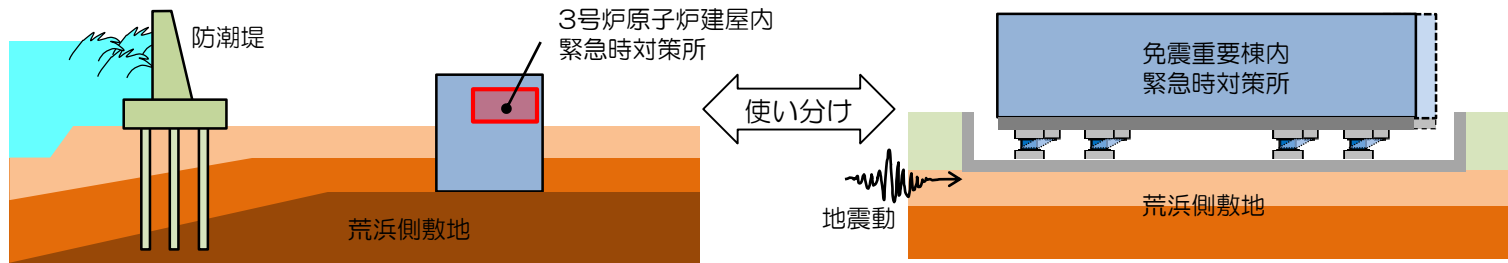 防潮堤
3号炉原子炉建屋内
緊急時対策所
荒浜側敷地
使い分け
地震動
免震重要棟内
緊急時対策所
荒浜側敷地